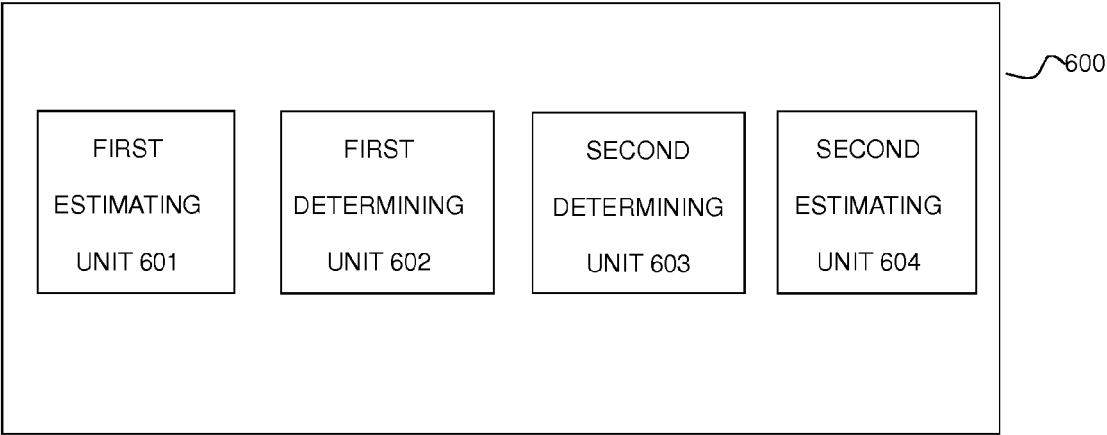 600
FIRST
ESTIMATING
UNIT 601
FIRST
DETERMINING
UNIT 602
SECOND
DETERMINING
UNIT 603
SECOND
ESTIMATING
UNIT 604